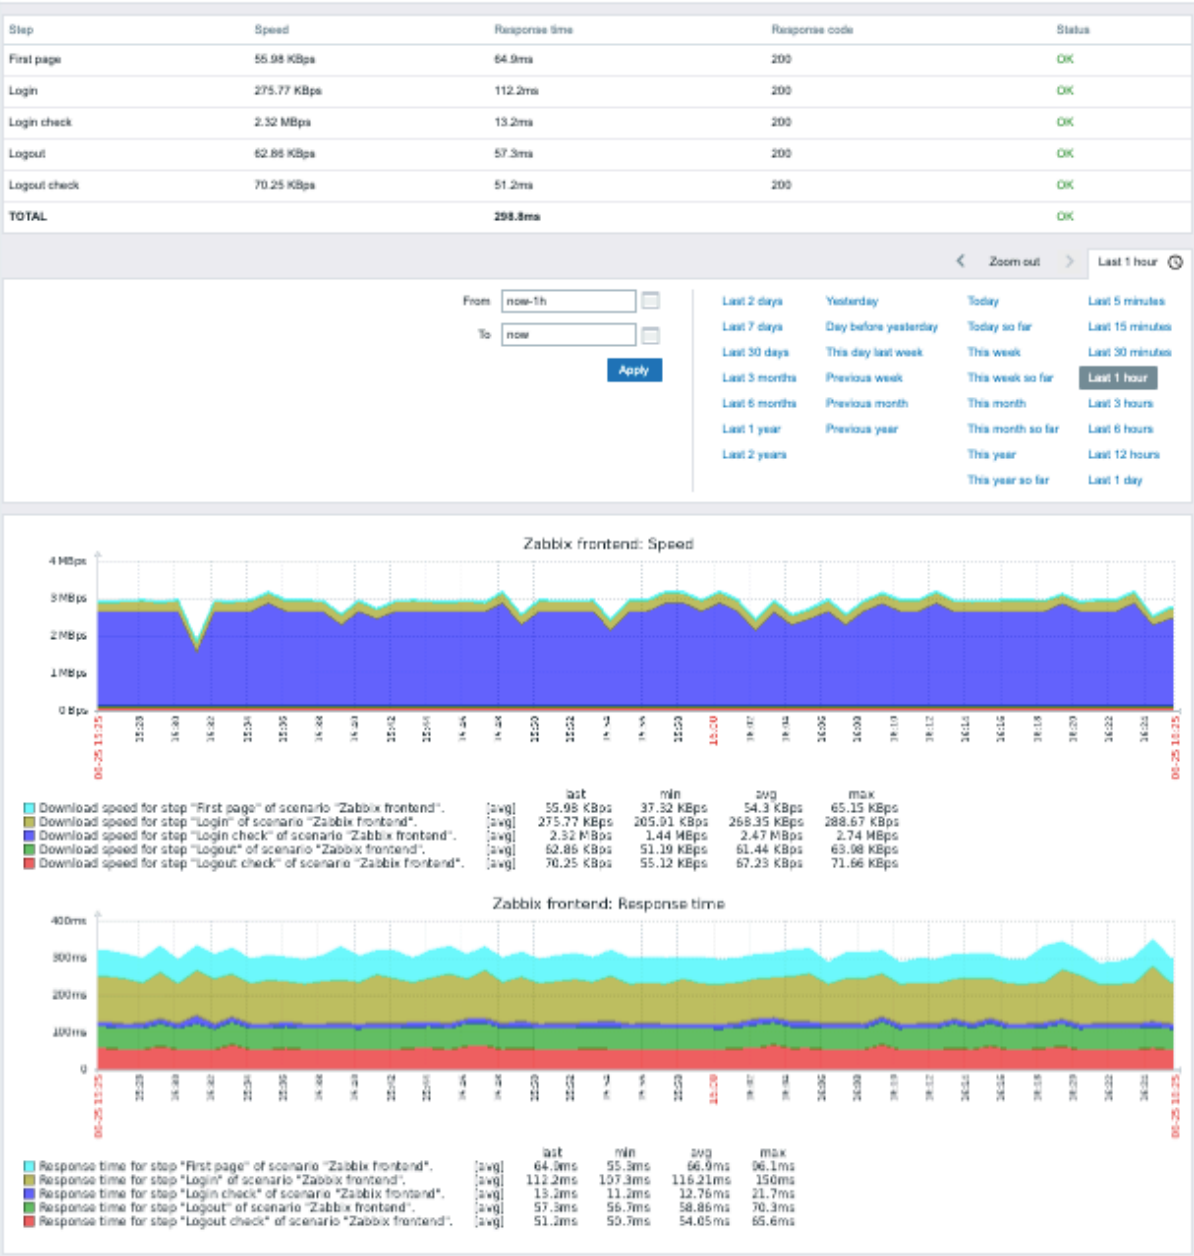 Step Speed Response time Response code Status
First page 55.98 KBps 64.9ms 200 OK
Login 275.77 KBps 112.2ms 200 OK
Login check 2.32 MBps 13.2ms 200 OK
Logout 62.86 KBps 57.3ms 200 OK
Logout check 70.25 KBps 51.2ms 200 OK
TOTAL 298.8ms OK
Zoom out Last 1 hour
From now-1h
To now
Apply
Last 2 days Yesterday Today Last 5 minutes
Last 7 days Day before yesterday Today so far Last 15 minutes
Last 30 days This day last week This week Last 30 minutes
Last 3 months Previous week This week so far Last 1 hour
Last 6 months Previous month This month Last 3 hours
Last 1 year Previous year This month so far Last 6 hours
Last 2 years This year Last 12 hours
This year so far Last 1 day
Zabbix frontend: Speed
4 MBps
3 MBps
2 MBps
1 MBps
0 Bps
last min avg max
Download speed for step "First page" of scenario "Zabbix frontend". [avg] 55.98 KBps 37.32 KBps 54.3 KBps 65.15 KBps
Download speed for step "Login" of scenario "Zabbix frontend". [avg] 275.77 KBps 205.91 KBps 268.35 KBps 288.67 KBps
Download speed for step "Login check" of scenario "Zabbix frontend". [avg] 2.32 MBps 1.44 MBps 2.47 MBps 2.74 MBps
Download speed for step "Logout" of scenario "Zabbix frontend". [avg] 62.86 KBps 51.19 KBps 61.44 KBps 63.98 KBps
Download speed for step "Logout check" of scenario "Zabbix frontend". [avg] 70.25 KBps 55.12 KBps 67.23 KBps 71.66 KBps
Zabbix frontend: Response time
400ms
300ms
200ms
100ms
0
last min avg max
Response time for step "First page" of scenario "Zabbix frontend". [avg] 64.9ms 55.3ms 66.9ms 96.1ms
Response time for step "Login" of scenario "Zabbix frontend". [avg] 112.2ms 107.3ms 116.21ms 150ms
Response time for step "Login check" of scenario "Zabbix frontend". [avg] 13.2ms 11.2ms 12.76ms 21.7ms
Response time for step "Logout" of scenario "Zabbix frontend". [avg] 57.3ms 56.7ms 58.86ms 70.3ms
Response time for step "Logout check" of scenario "Zabbix frontend". [avg] 51.2ms 50.7ms 54.05ms 65.6ms